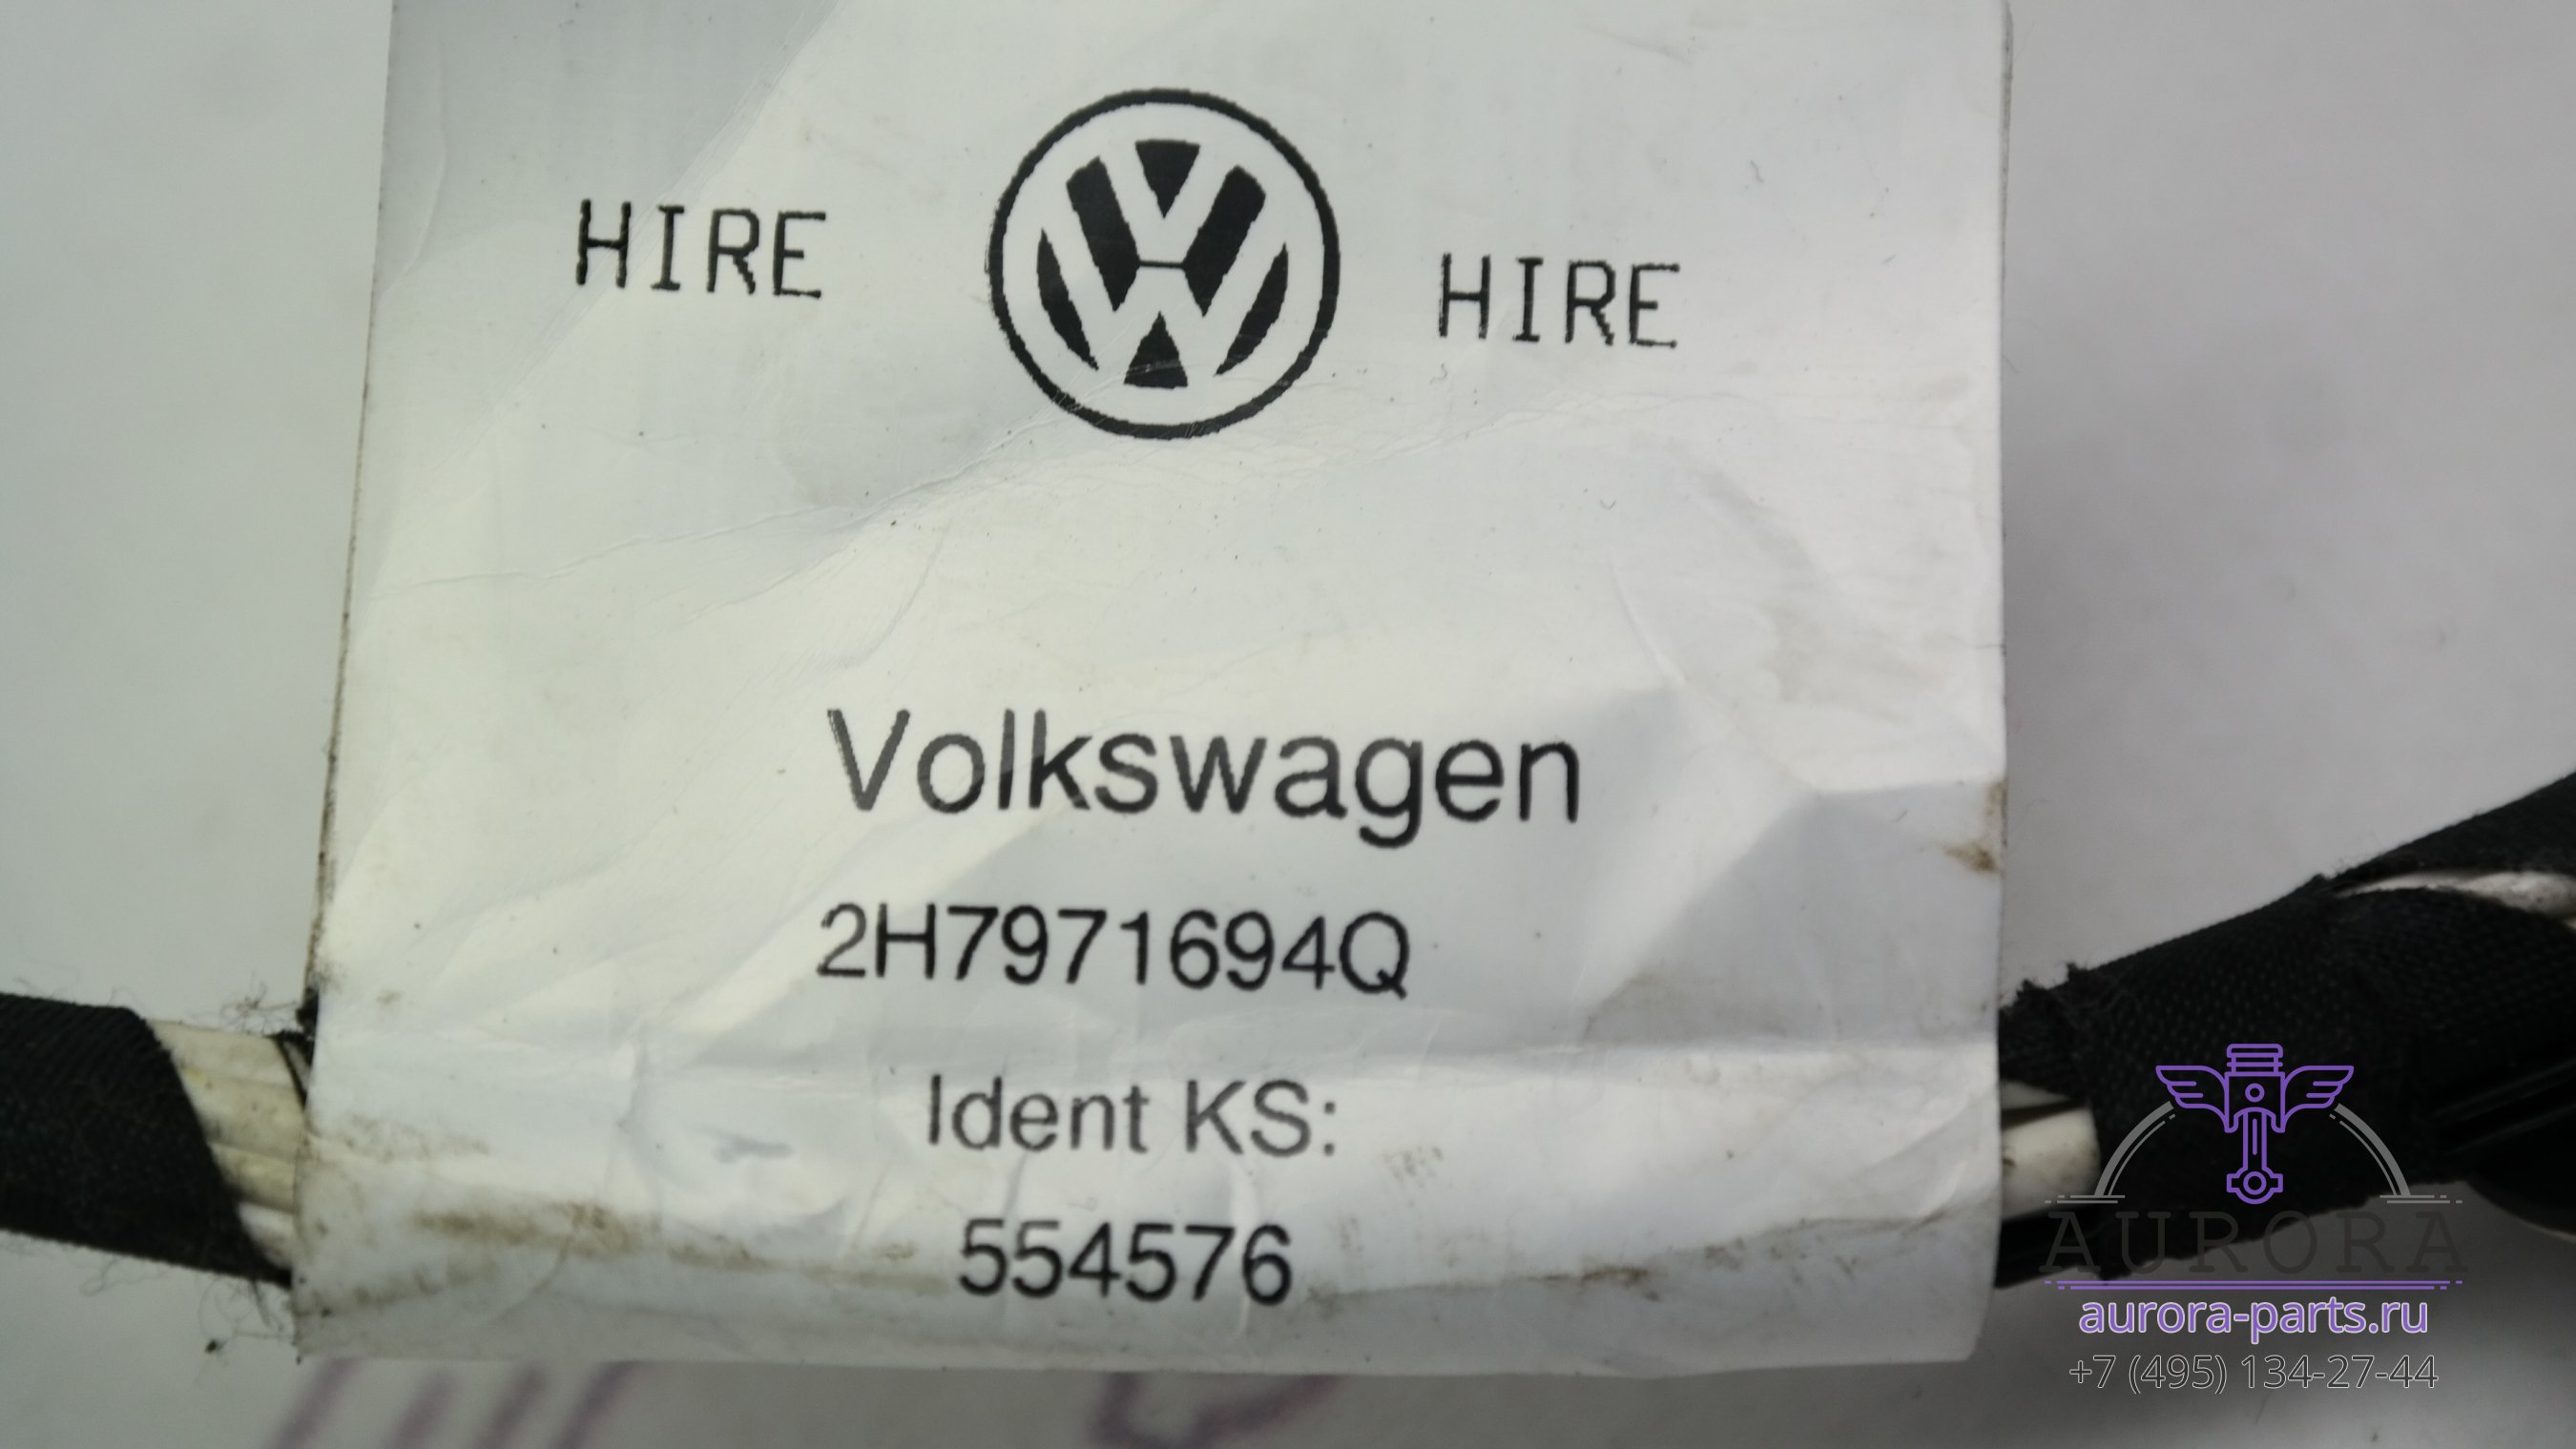 HIRE HIRE
Volkswagen
2H7971694Q
Ident KS:
554576
AURORA
aurora-parts.ru
+7 (495) 134-27-44